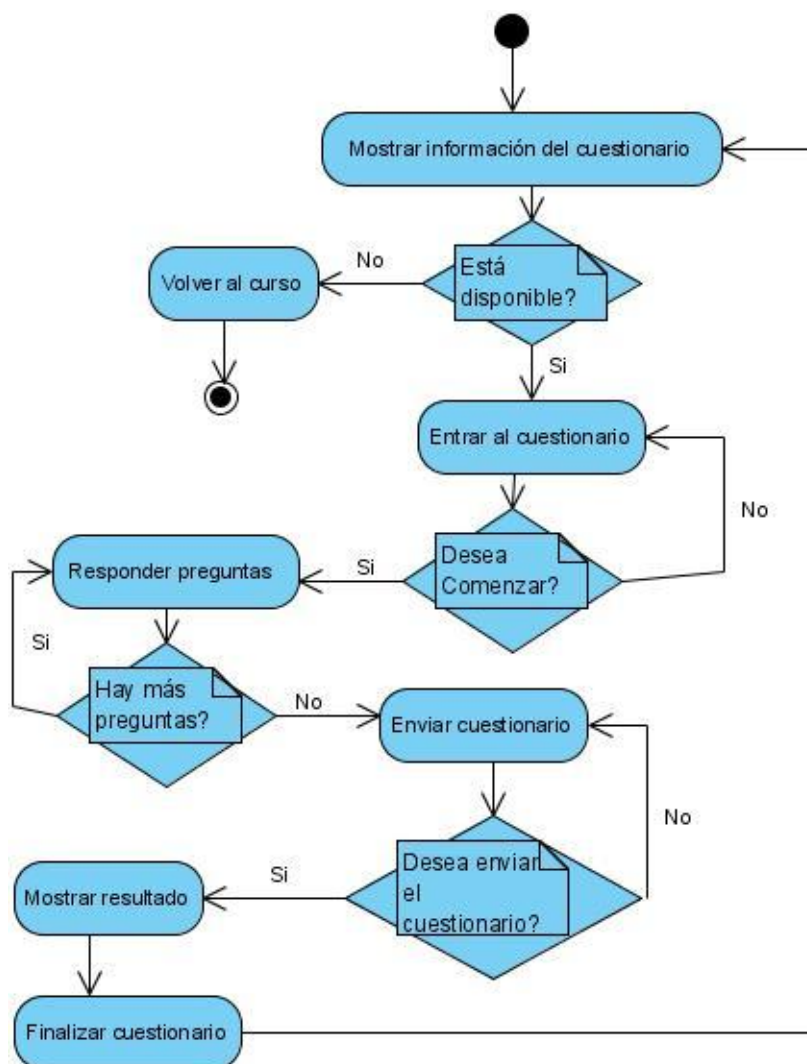 Mostrar información del cuestionario
No
Está
disponible?
Volver al curso
Si
Entrar al cuestionario
No
Desea
Comenzar?
Si
Responder preguntas
Si
Hay más
preguntas?
No
Enviar cuestionario
No
Desea enviar
el
cuestionario?
Si
Mostrar resultado
Finalizar cuestionario